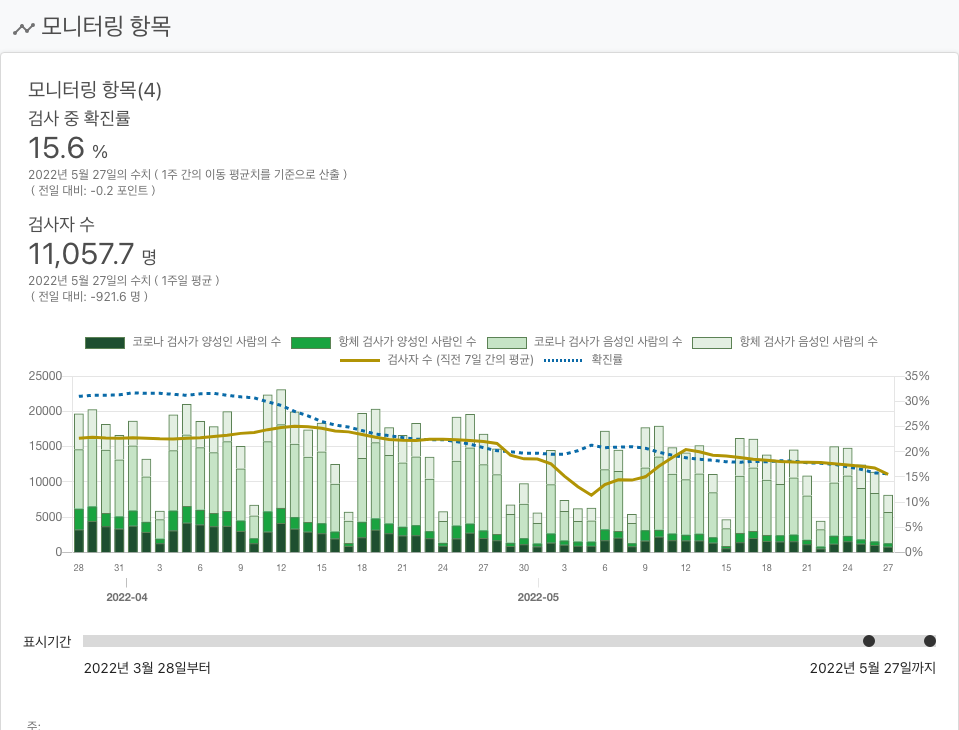 모니터링 항목
모니터링 항목(4)
검사 중 확진률
15.6 %
2022년 5월 27일의 수치 ( 1주 간의 이동 평균치를 기준으로 산출 )
( 전일 대비: -0.2 포인트 )
검사자 수
11,057.7 명
2022년 5월 27일의 수치 ( 1주일 평균 )
( 전일 대비: -921.6 명 )
코로나 검사가 양성인 사람의 수 항체 검사가 양성인 사람인 수 코로나 검사가 음성인 사람의 수 항체 검사가 음성인 사람의 수
검사자 수 (직전 7일 간의 평균) 확진률
25000 35%
20000 30%
15000 25%
10000 20%
5000 15%
0 10%
5%
0%
28 31 3 6 9 12 15 18 21 24 27 30 3 6 9 12 15 18 21 24 27
2022-04 2022-05
표시기간
2022년 3월 28일부터 2022년 5월 27일까지
주: